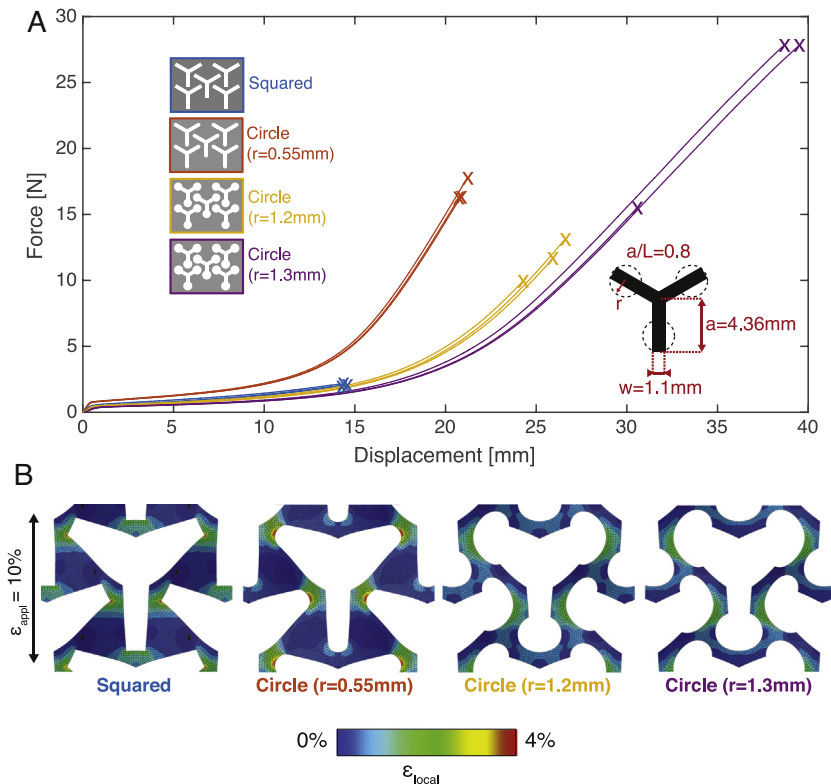 A
Force [N]
30
25
20
15
10
5
0
Squared
Circle
(r=0.55mm)
Circle
(r=1.2mm)
Circle
(r=1.3mm)
a/L=0.8
r
a=4.36mm
w=1.1mm
0 5 10 15 20 25 30 35 40
Displacement [mm]
B
εappl = 10%
Squared Circle (r=0.55mm) Circle (r=1.2mm) Circle (r=1.3mm)
0% 4%
εlocal